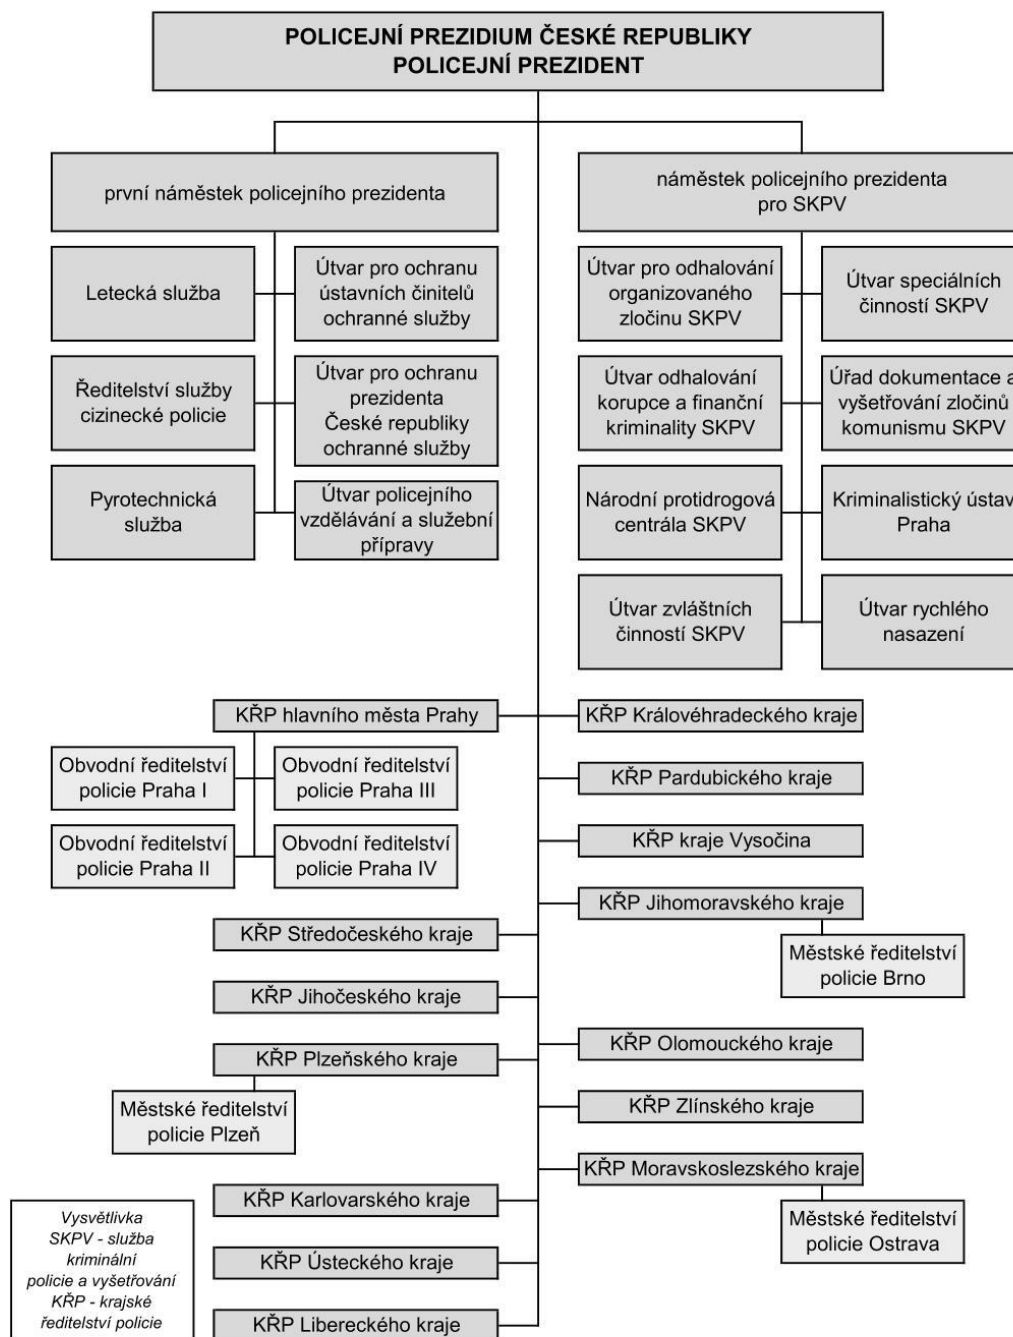 POLICEJNÍ PREZIDIUM ČESKÉ REPUBLIKY
POLICEJNÍ PREZIDENT
první náměstek policejního prezidenta
náměstek policejního prezidenta
pro SKPV
Letecká služba
Útvar pro ochranu
ústavních činitelů
ochranné služby
Ředitelství služby
cizinecké policie
Útvar pro ochranu
prezidenta
České republiky
ochranné služby
Pyrotechnická
služba
Útvar policejního
vzdělávání a služební
přípravy
Útvar pro odhalování
organizovaného
zločinu SKPV
Útvar speciálních
činností SKPV
Útvar odhalování
korupce a finanční
kriminality SKPV
Úřad dokumentace a
vyšetřování zločinů
komunismu SKPV
Národní protidrogová
centrála SKPV
Kriminalistický ústav
Praha
Útvar zvláštních
činností SKPV
Útvar rychlého
nasazení
KŘP hlavního města Prahy
Obvodní ředitelství
policie Praha I
Obvodní ředitelství
policie Praha III
Obvodní ředitelství
policie Praha II
Obvodní ředitelství
policie Praha IV
KŘP Středočeského kraje
KŘP Jihočeského kraje
KŘP Plzeňského kraje
Městské ředitelství
policie Plzeň
KŘP Karlovarského kraje
KŘP Ústeckého kraje
KŘP Libereckého kraje
KŘP Královéhradeckého kraje
KŘP Pardubického kraje
KŘP kraje Vysočina
KŘP Jihomoravského kraje
Městské ředitelství
policie Brno
KŘP Olomouckého kraje
KŘP Zlínského kraje
KŘP Moravskoslezského kraje
Městské ředitelství
policie Ostrava
Vysvětlivka
SKPV - služba
kriminální
policie a vyšetřování
KŘP - krajské
ředitelství policie